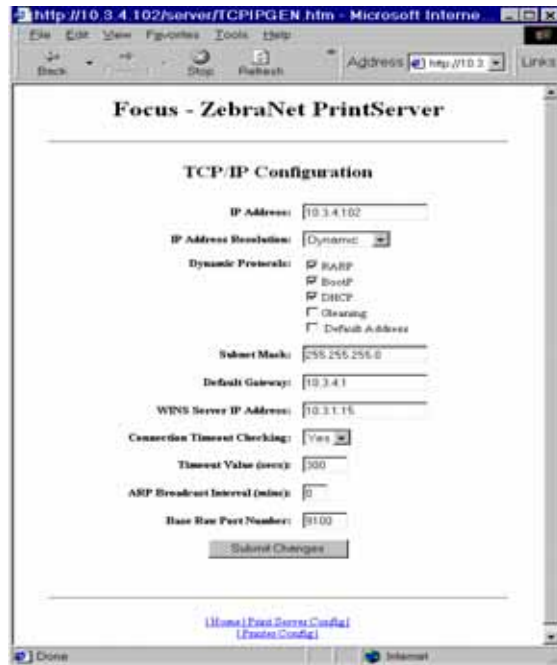 http://10.3.4.102/server/TCPIPGEN.htm - Microsoft Interne...
File Edit View Favorites Tools Help
Back Stop Refresh Address http://10.3 Links
Focus - ZebraNet PrintServer
TCP/IP Configuration
IP Address: 10.3.4.102
IP Address Resolution: Dynamic
Dynamic Protocols: RARP
BootP
DHCP
Gleaning
Default Address
Subnet Mask: 255.255.255.0
Default Gateway: 10.3.4.1
WINS Server IP Address: 10.3.1.15
Connection Timeout Checking: Yes
Timeout Value (secs): 300
ARP Broadcast Interval (mins): 0
Base Raw Port Number: 9100
Submit Changes
[Home | Print Server Config]
[Printer Config]
Done Internet